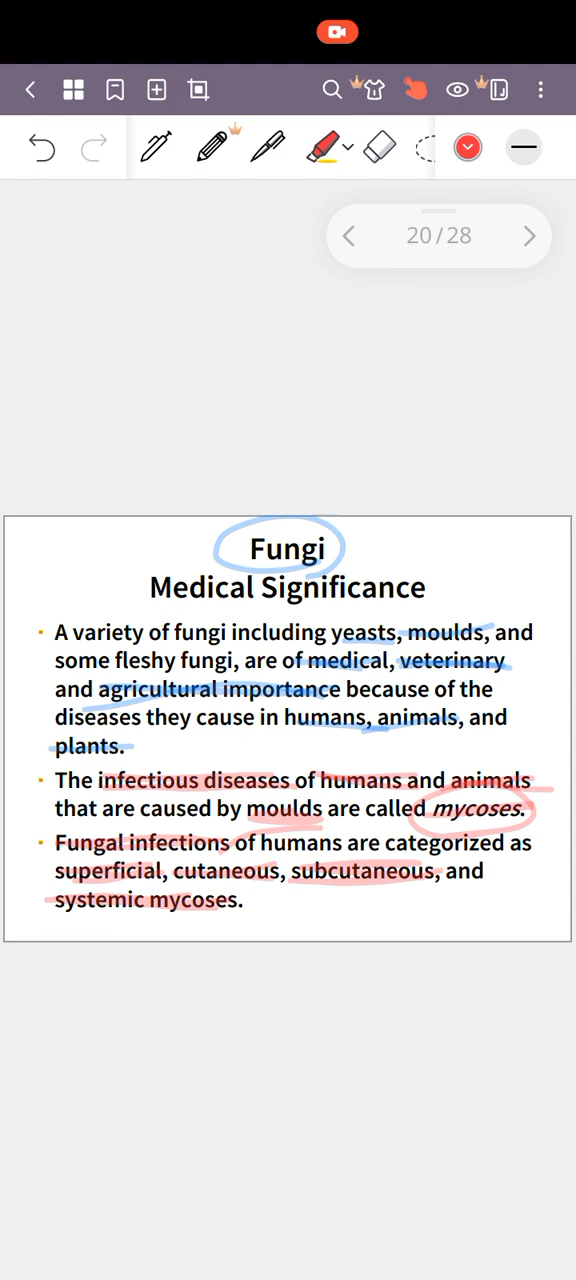 20/28
Fungi
Medical Significance
• A variety of fungi including yeasts, moulds, and
some fleshy fungi, are of medical, veterinary
and agricultural importance because of the
diseases they cause in humans, animals, and
plants.
• The infectious diseases of humans and animals
that are caused by moulds are called mycoses.
• Fungal infections of humans are categorized as
superficial, cutaneous, subcutaneous, and
systemic mycoses.